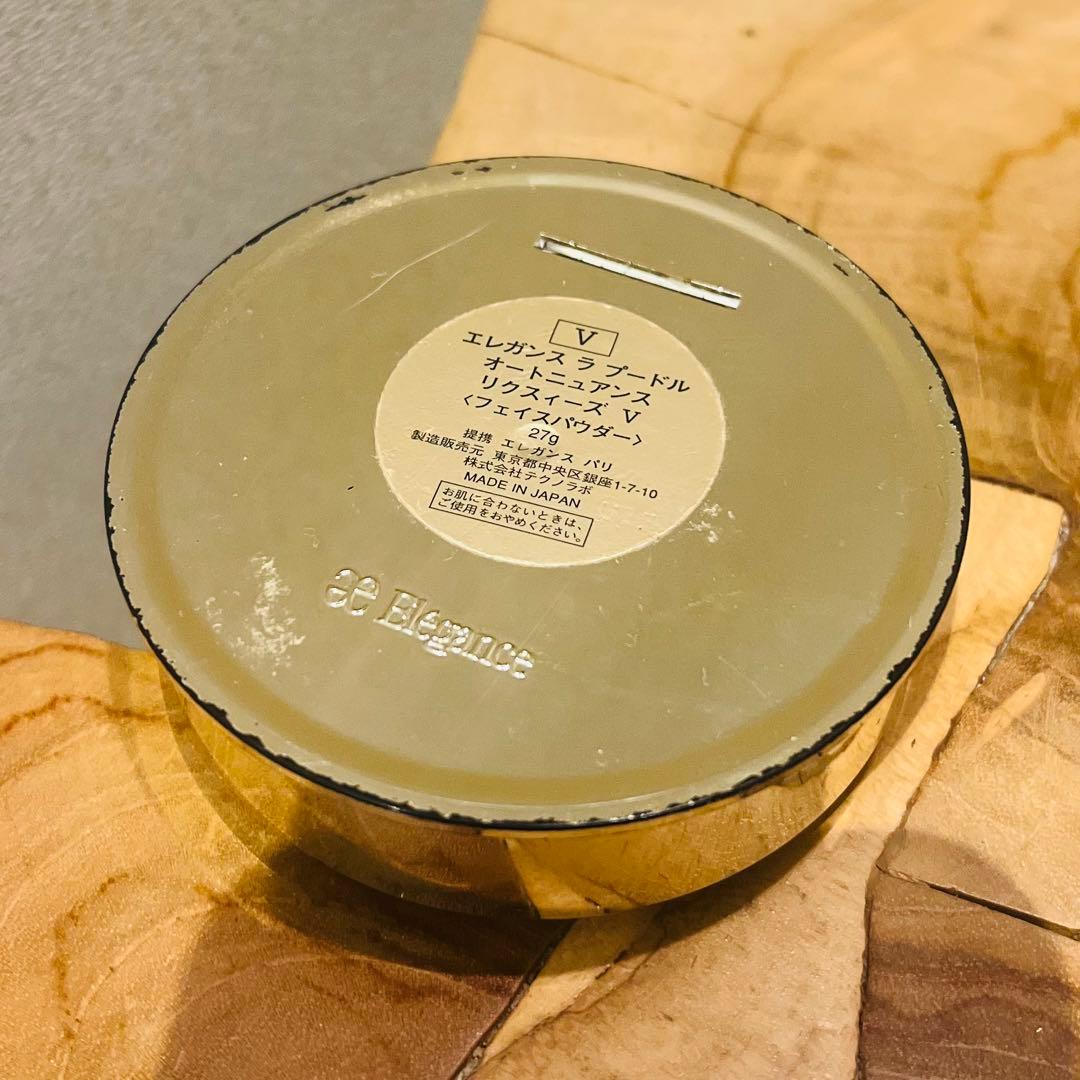 V
エレガンス ラ プードル
オートニュアンス
リクスィーズ V
〈フェイスパウダー〉
27g
提携 エレガンス パリ
製造販売元 東京都中央区銀座1-7-10
株式会社テクノラボ
MADE IN JAPAN
お肌に合わないときは、
ご使用をおやめください。
æ Elégance